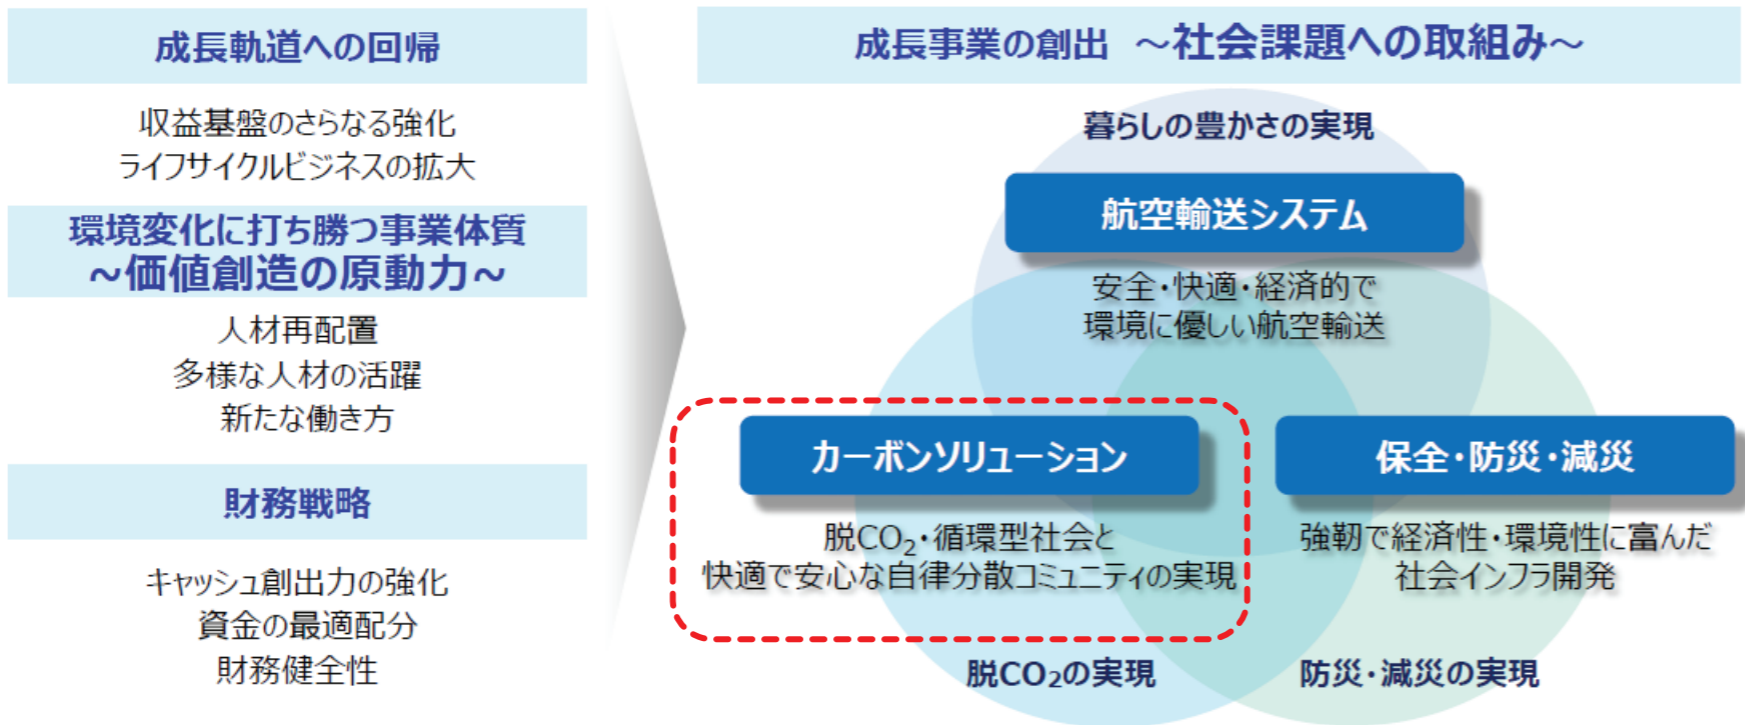 成長軌道への回帰
収益基盤のさらなる強化
ライフサイクルビジネスの拡大
環境変化に打ち勝つ事業体質
~価値創造の原動力~
人材再配置
多様な人材の活躍
新たな働き方
財務戦略
キャッシュ創出力の強化
資金の最適配分
財務健全性
成長事業の創出 ~社会課題への取組み~
暮らしの豊かさの実現
航空輸送システム
安全・快適・経済的で
環境に優しい航空輸送
カーボンソリューション
脱CO₂・循環型社会と
快適で安心な自律分散コミュニティの実現
脱CO₂の実現
保全・防災・減災
強靭で経済性・環境性に富んだ
社会インフラ開発
防災・減災の実現